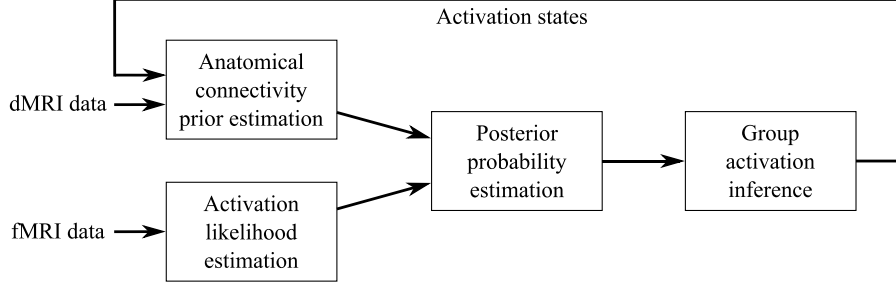 Activation states
Anatomical
connectivity
prior estimation
dMRI data
Posterior
probability
estimation
Group
activation
inference
Activation
likelihood
estimation
fMRI data